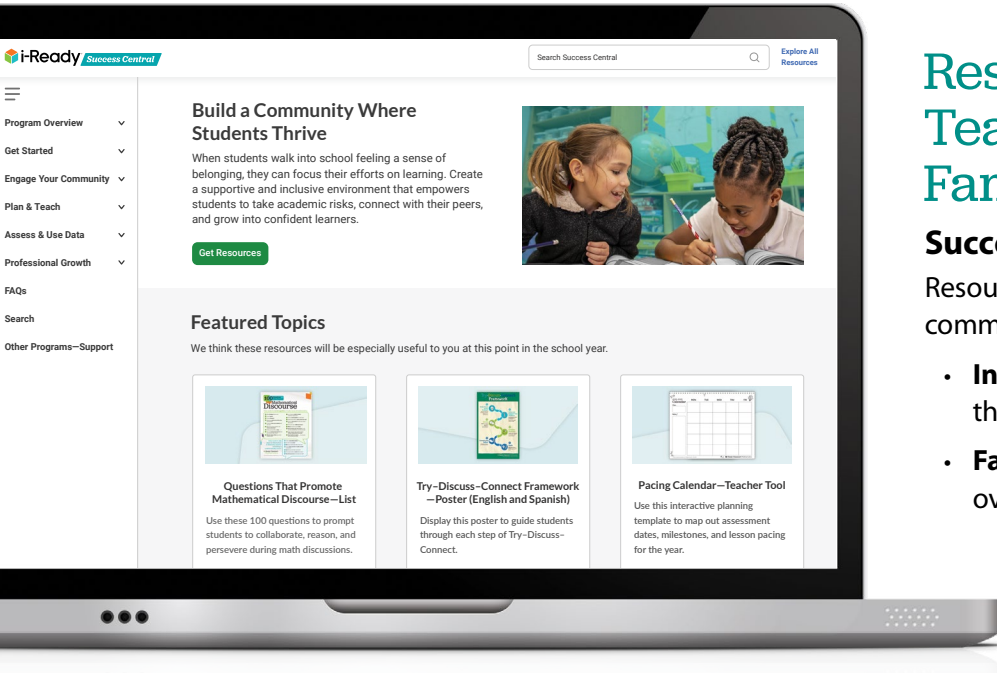 i-Ready Success Central
Search Success Central
Explore All
Resources
Program Overview
Get Started
Engage Your Community
Plan & Teach
Assess & Use Data
Professional Growth
FAQs
Search
Other Programs—Support
Build a Community Where
Students Thrive
When students walk into school feeling a sense of
belonging, they can focus their efforts on learning. Create
a supportive and inclusive environment that empowers
students to take academic risks, connect with their peers,
and grow into confident learners.
Get Resources
Featured Topics
We think these resources will be especially useful to you at this point in the school year.
Discourse
Questions That Promote
Mathematical Discourse—List
Use these 100 questions to prompt
students to collaborate, reason, and
persevere during math discussions.
Try–Discuss–Connect Framework
—Poster (English and Spanish)
Display this poster to guide students
through each step of Try–Discuss–
Connect.
Pacing Calendar—Teacher Tool
Use this interactive planning
template to map out assessment
dates, milestones, and lesson pacing
for the year.
Res
Tea
Fa
Succ
Resou
comm
• In
th
• Fa
ov